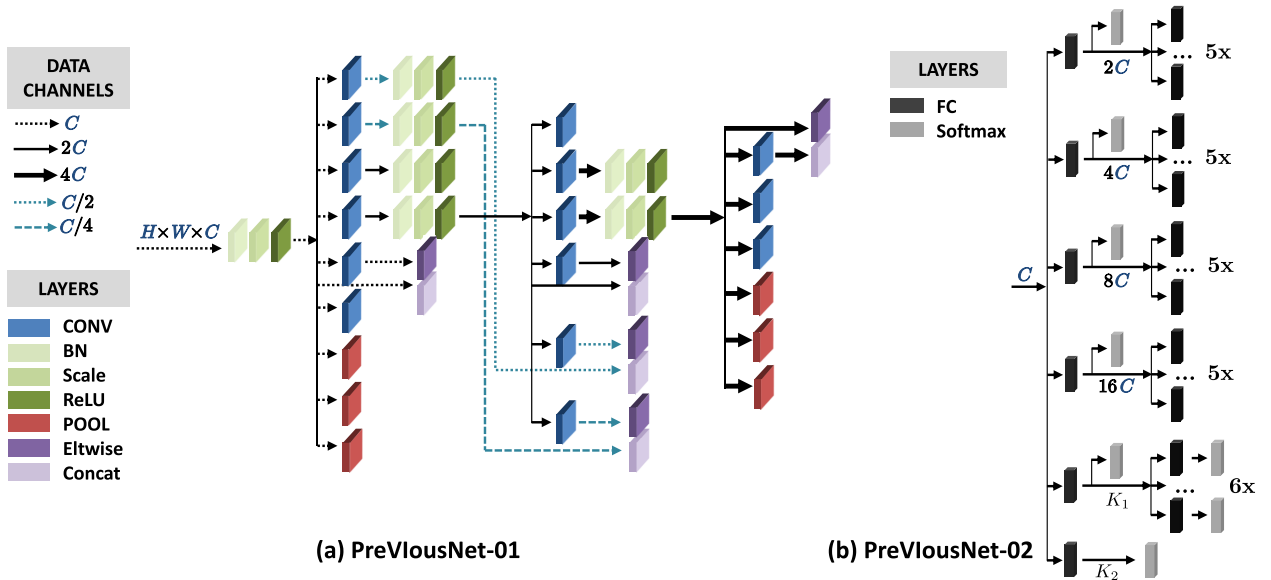 DATA
CHANNELS
C
2C
4C
C/2
C/4
H×W×C
LAYERS
CONV
BN
Scale
ReLU
POOL
Eltwise
Concat
(a) PreVIousNet-01
LAYERS
FC
Softmax
C
2C
... 5x
4C
... 5x
8C
... 5x
16C
... 5x
K₁
... 6x
K₂
(b) PreVIousNet-02